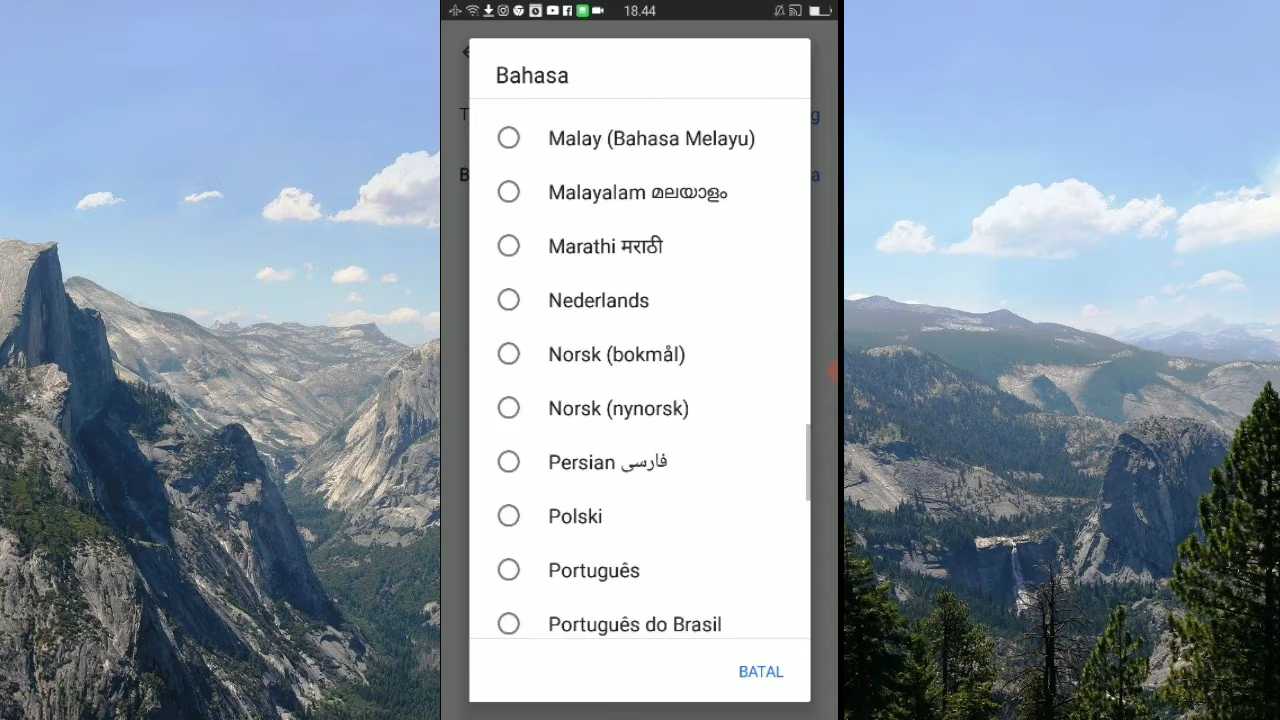 18.44
Bahasa
Malay (Bahasa Melayu)
Malayalam മലയാളം
Marathi मराठी
Nederlands
Norsk (bokmål)
Norsk (nynorsk)
Persian فارسی
Polski
Português
Português do Brasil
BATAL